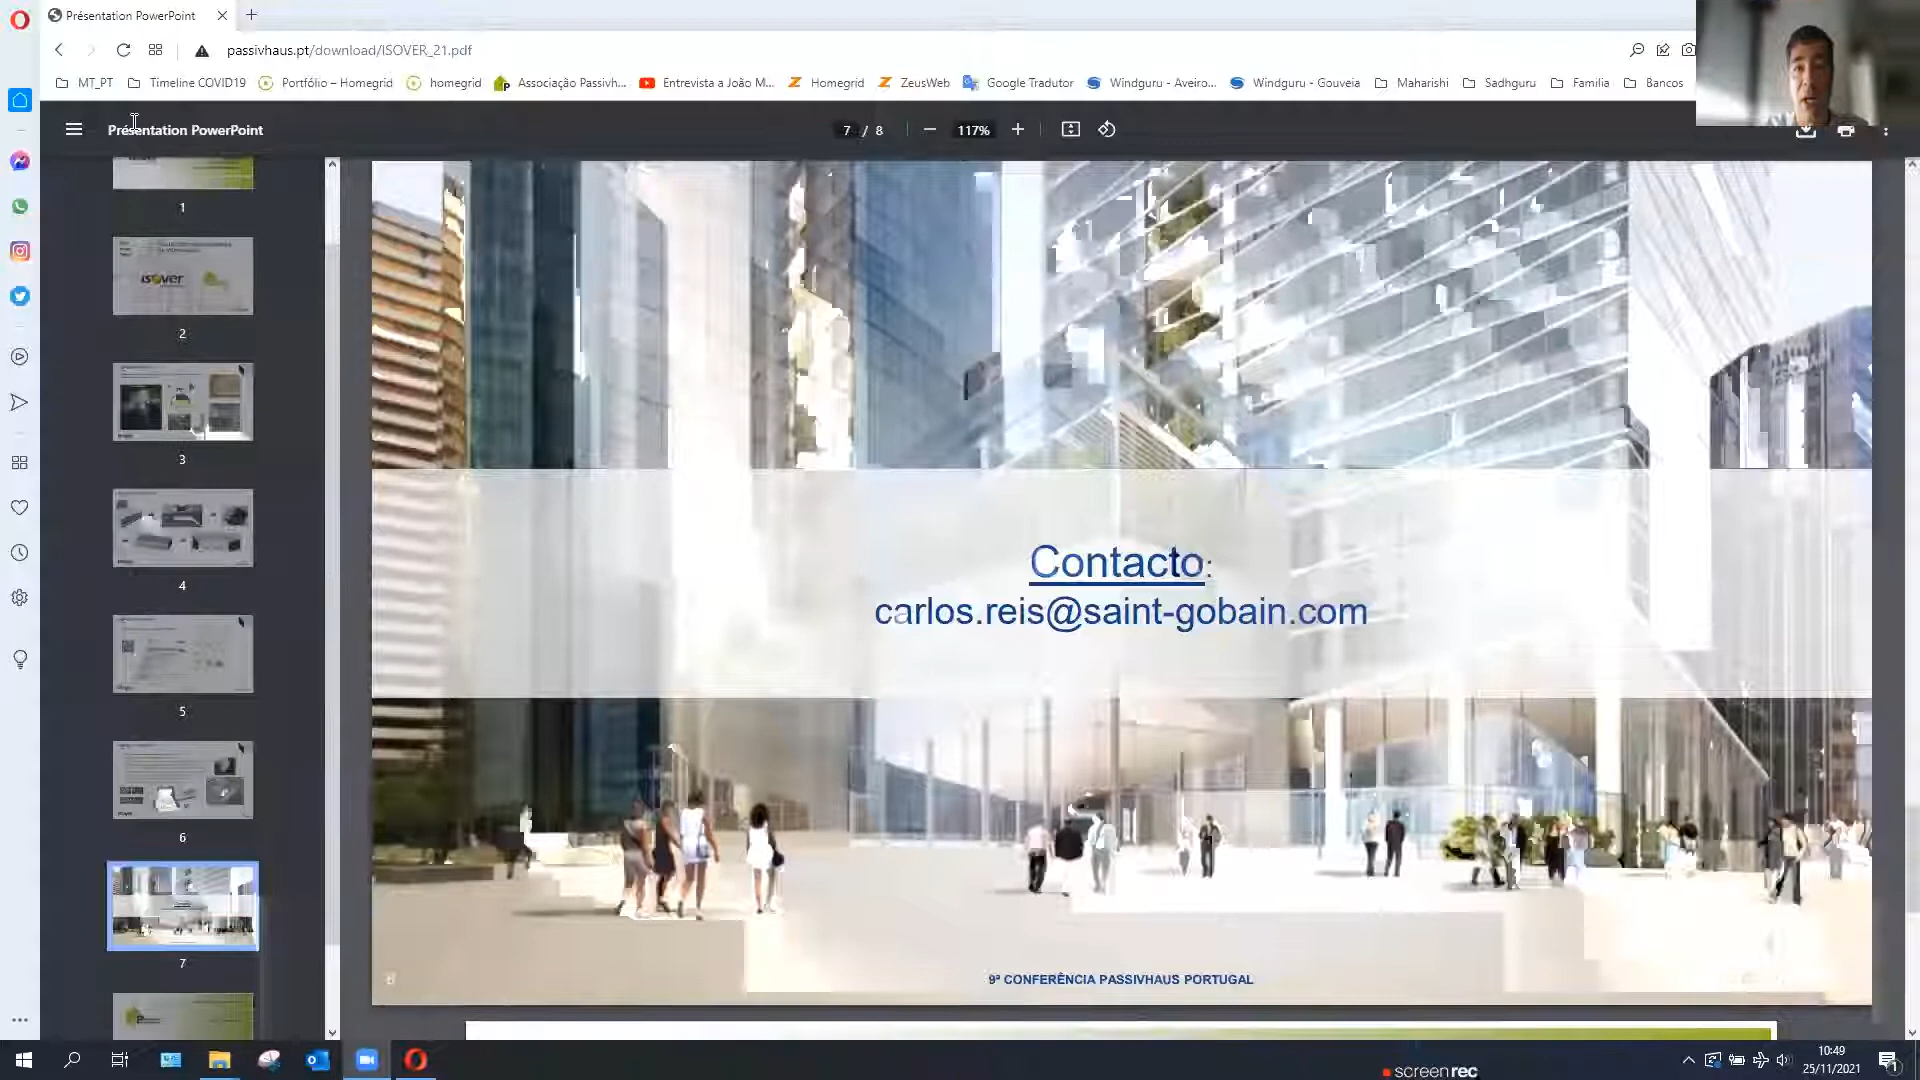 Présentation PowerPoint
passivhaus.pt/download/ISOVER_21.pdf
MT_PT
Timeline COVID19
Portfólio – Homegrid
homegrid
Associação Passivh...
Entrevista a João M...
Homegrid
ZeusWeb
Google Tradutor
Windguru - Aveiro...
Windguru - Gouveia
Maharishi
Sadhguru
Familia
Bancos
Présentation PowerPoint
7 / 8
117%
1
isover
2
3
4
5
6
7
Contacto:
carlos.reis@saint-gobain.com
9ª CONFERÊNCIA PASSIVHAUS PORTUGAL
10:49
25/11/2021
screenrec